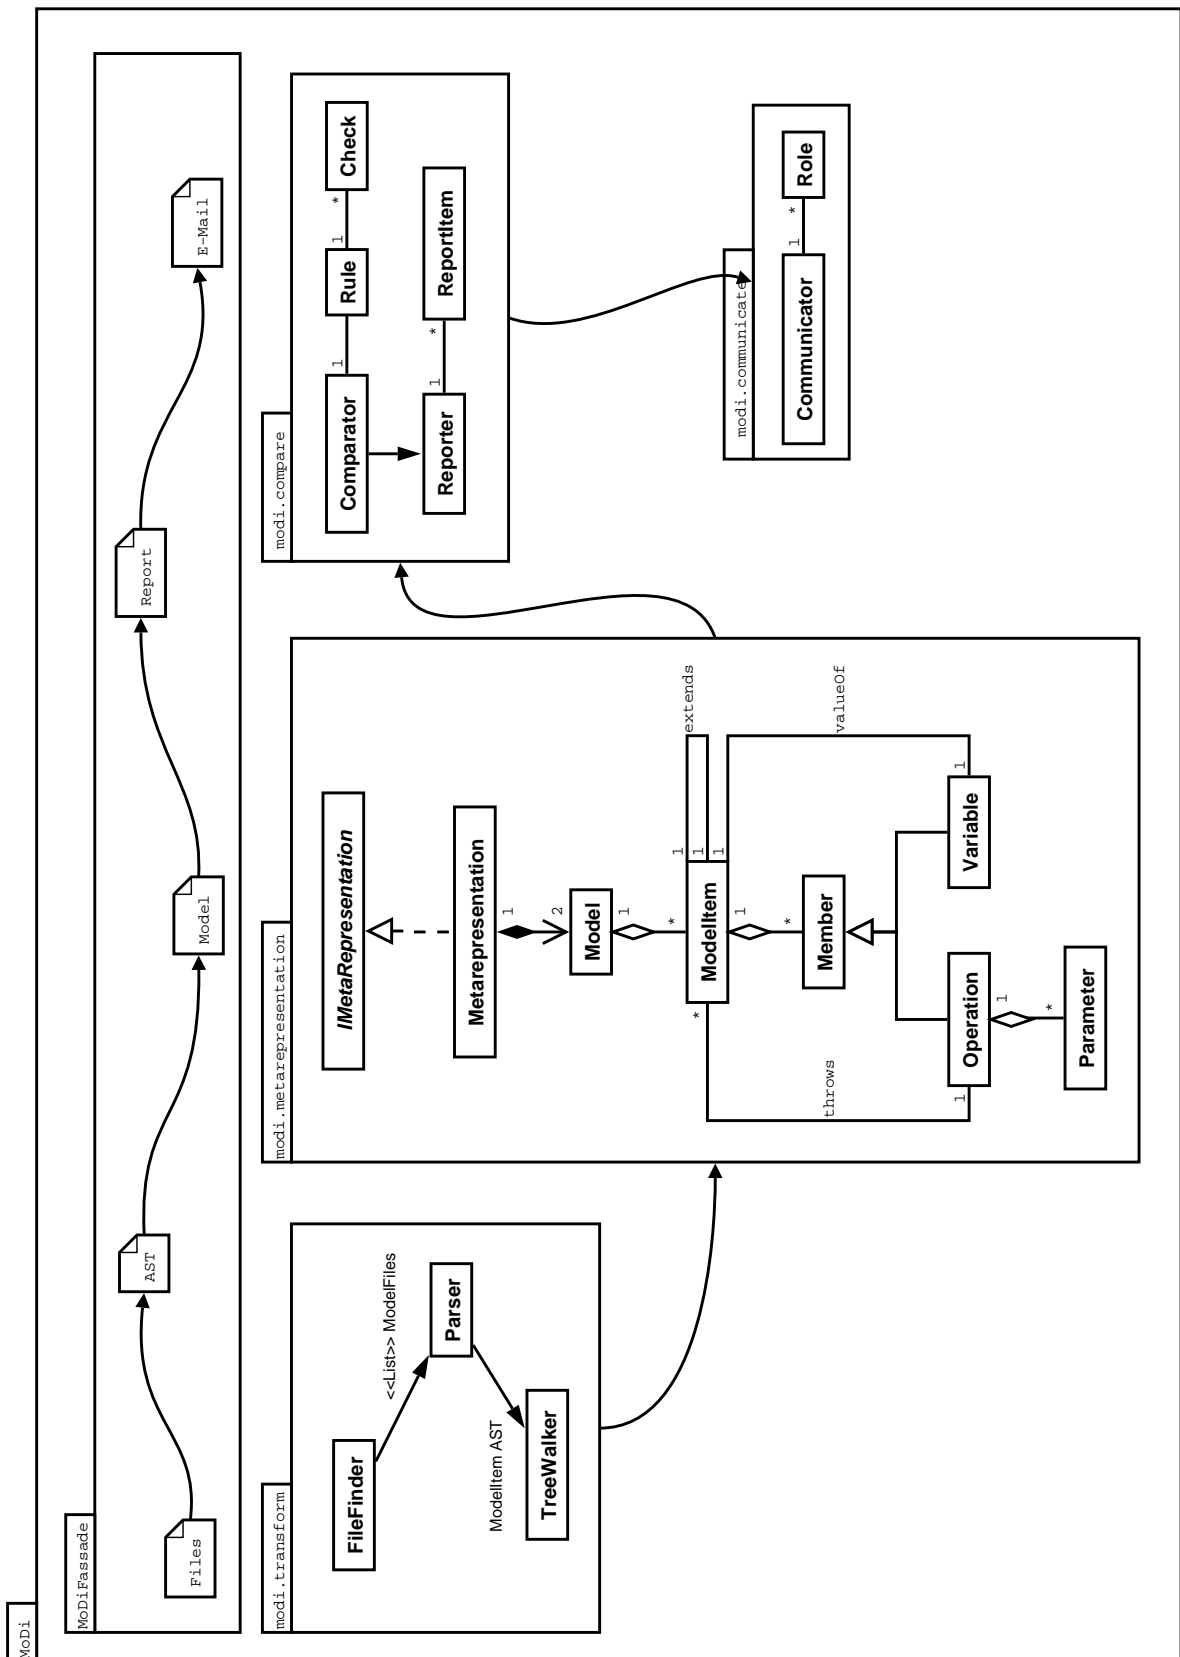 MoDi
MoDiFassade
Files
AST
Model
Report
E-Mail
modi.transform
FileFinder
<<List>> ModelFiles
Parser
ModelItem AST
TreeWalker
modi.metarepresentation
IMetaRepresentation
Metarepresentation
1
2
Model
1
*
ModelItem
1
1
1
extends
*
1
*
Member
throws
valueOf
1
1
Operation
Variable
1
*
Parameter
modi.compare
Comparator
1
Rule
1
*
Check
Reporter
1
*
ReportItem
modi.communicate
Communicator
1
*
Role